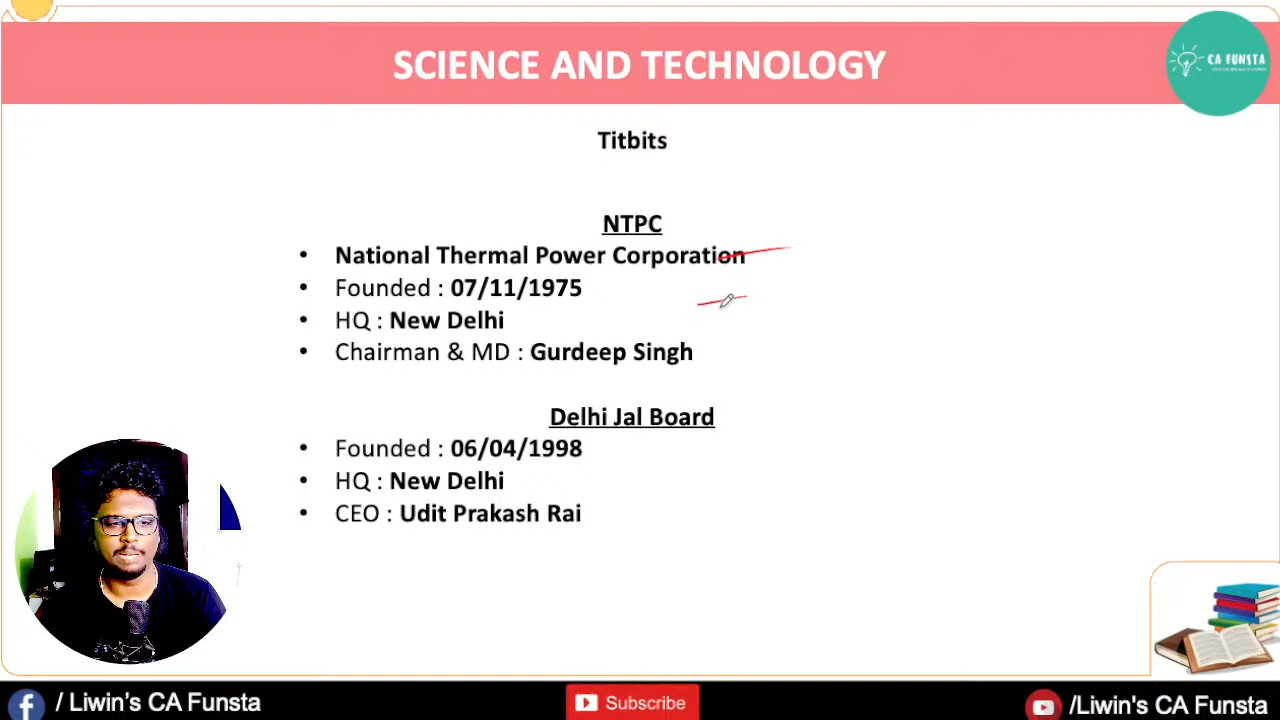 SCIENCE AND TECHNOLOGY
CA FUNSTA
Titbits
NTPC
• National Thermal Power Corporation
• Founded : 07/11/1975
• HQ : New Delhi
• Chairman & MD : Gurdeep Singh
Delhi Jal Board
• Founded : 06/04/1998
• HQ : New Delhi
• CEO : Udit Prakash Rai
/ Liwin's CA Funsta
Subscribe
/Liwin's CA Funsta